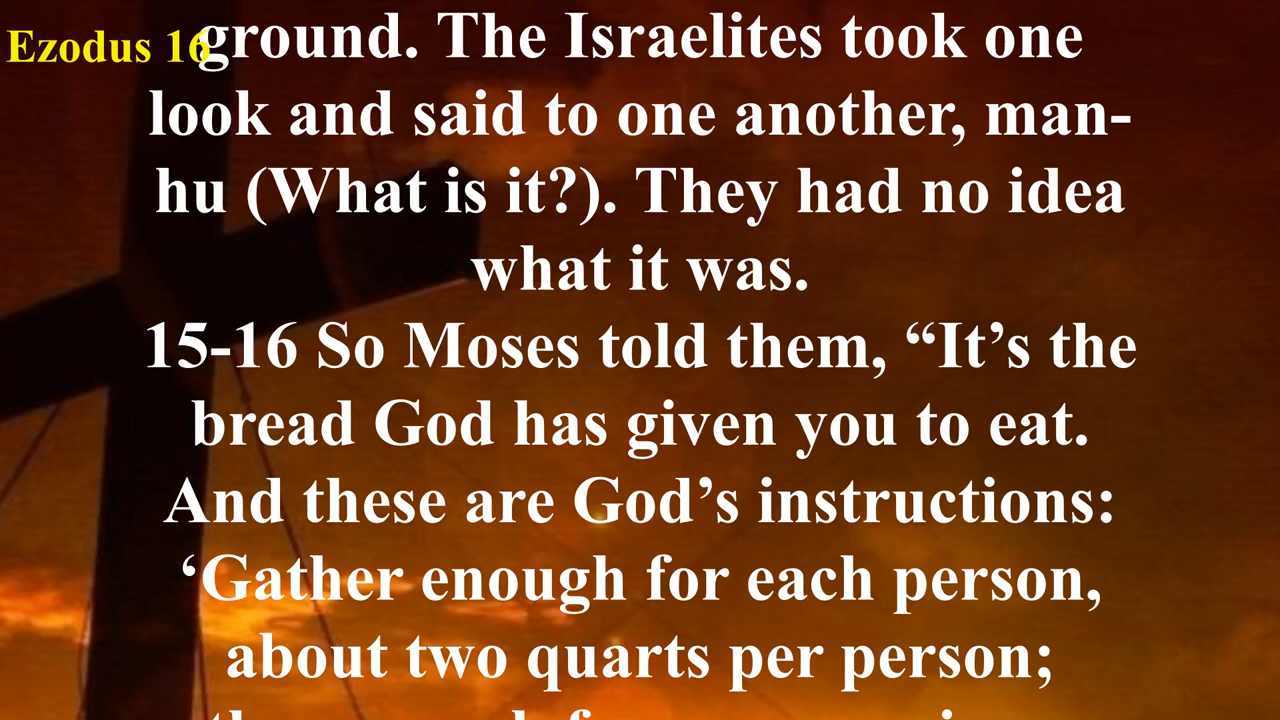 Ezodus 16
ground. The Israelites took one
look and said to one another, man-
hu (What is it?). They had no idea
what it was.
15-16 So Moses told them, “It’s the
bread God has given you to eat.
And these are God’s instructions:
‘Gather enough for each person,
about two quarts per person;